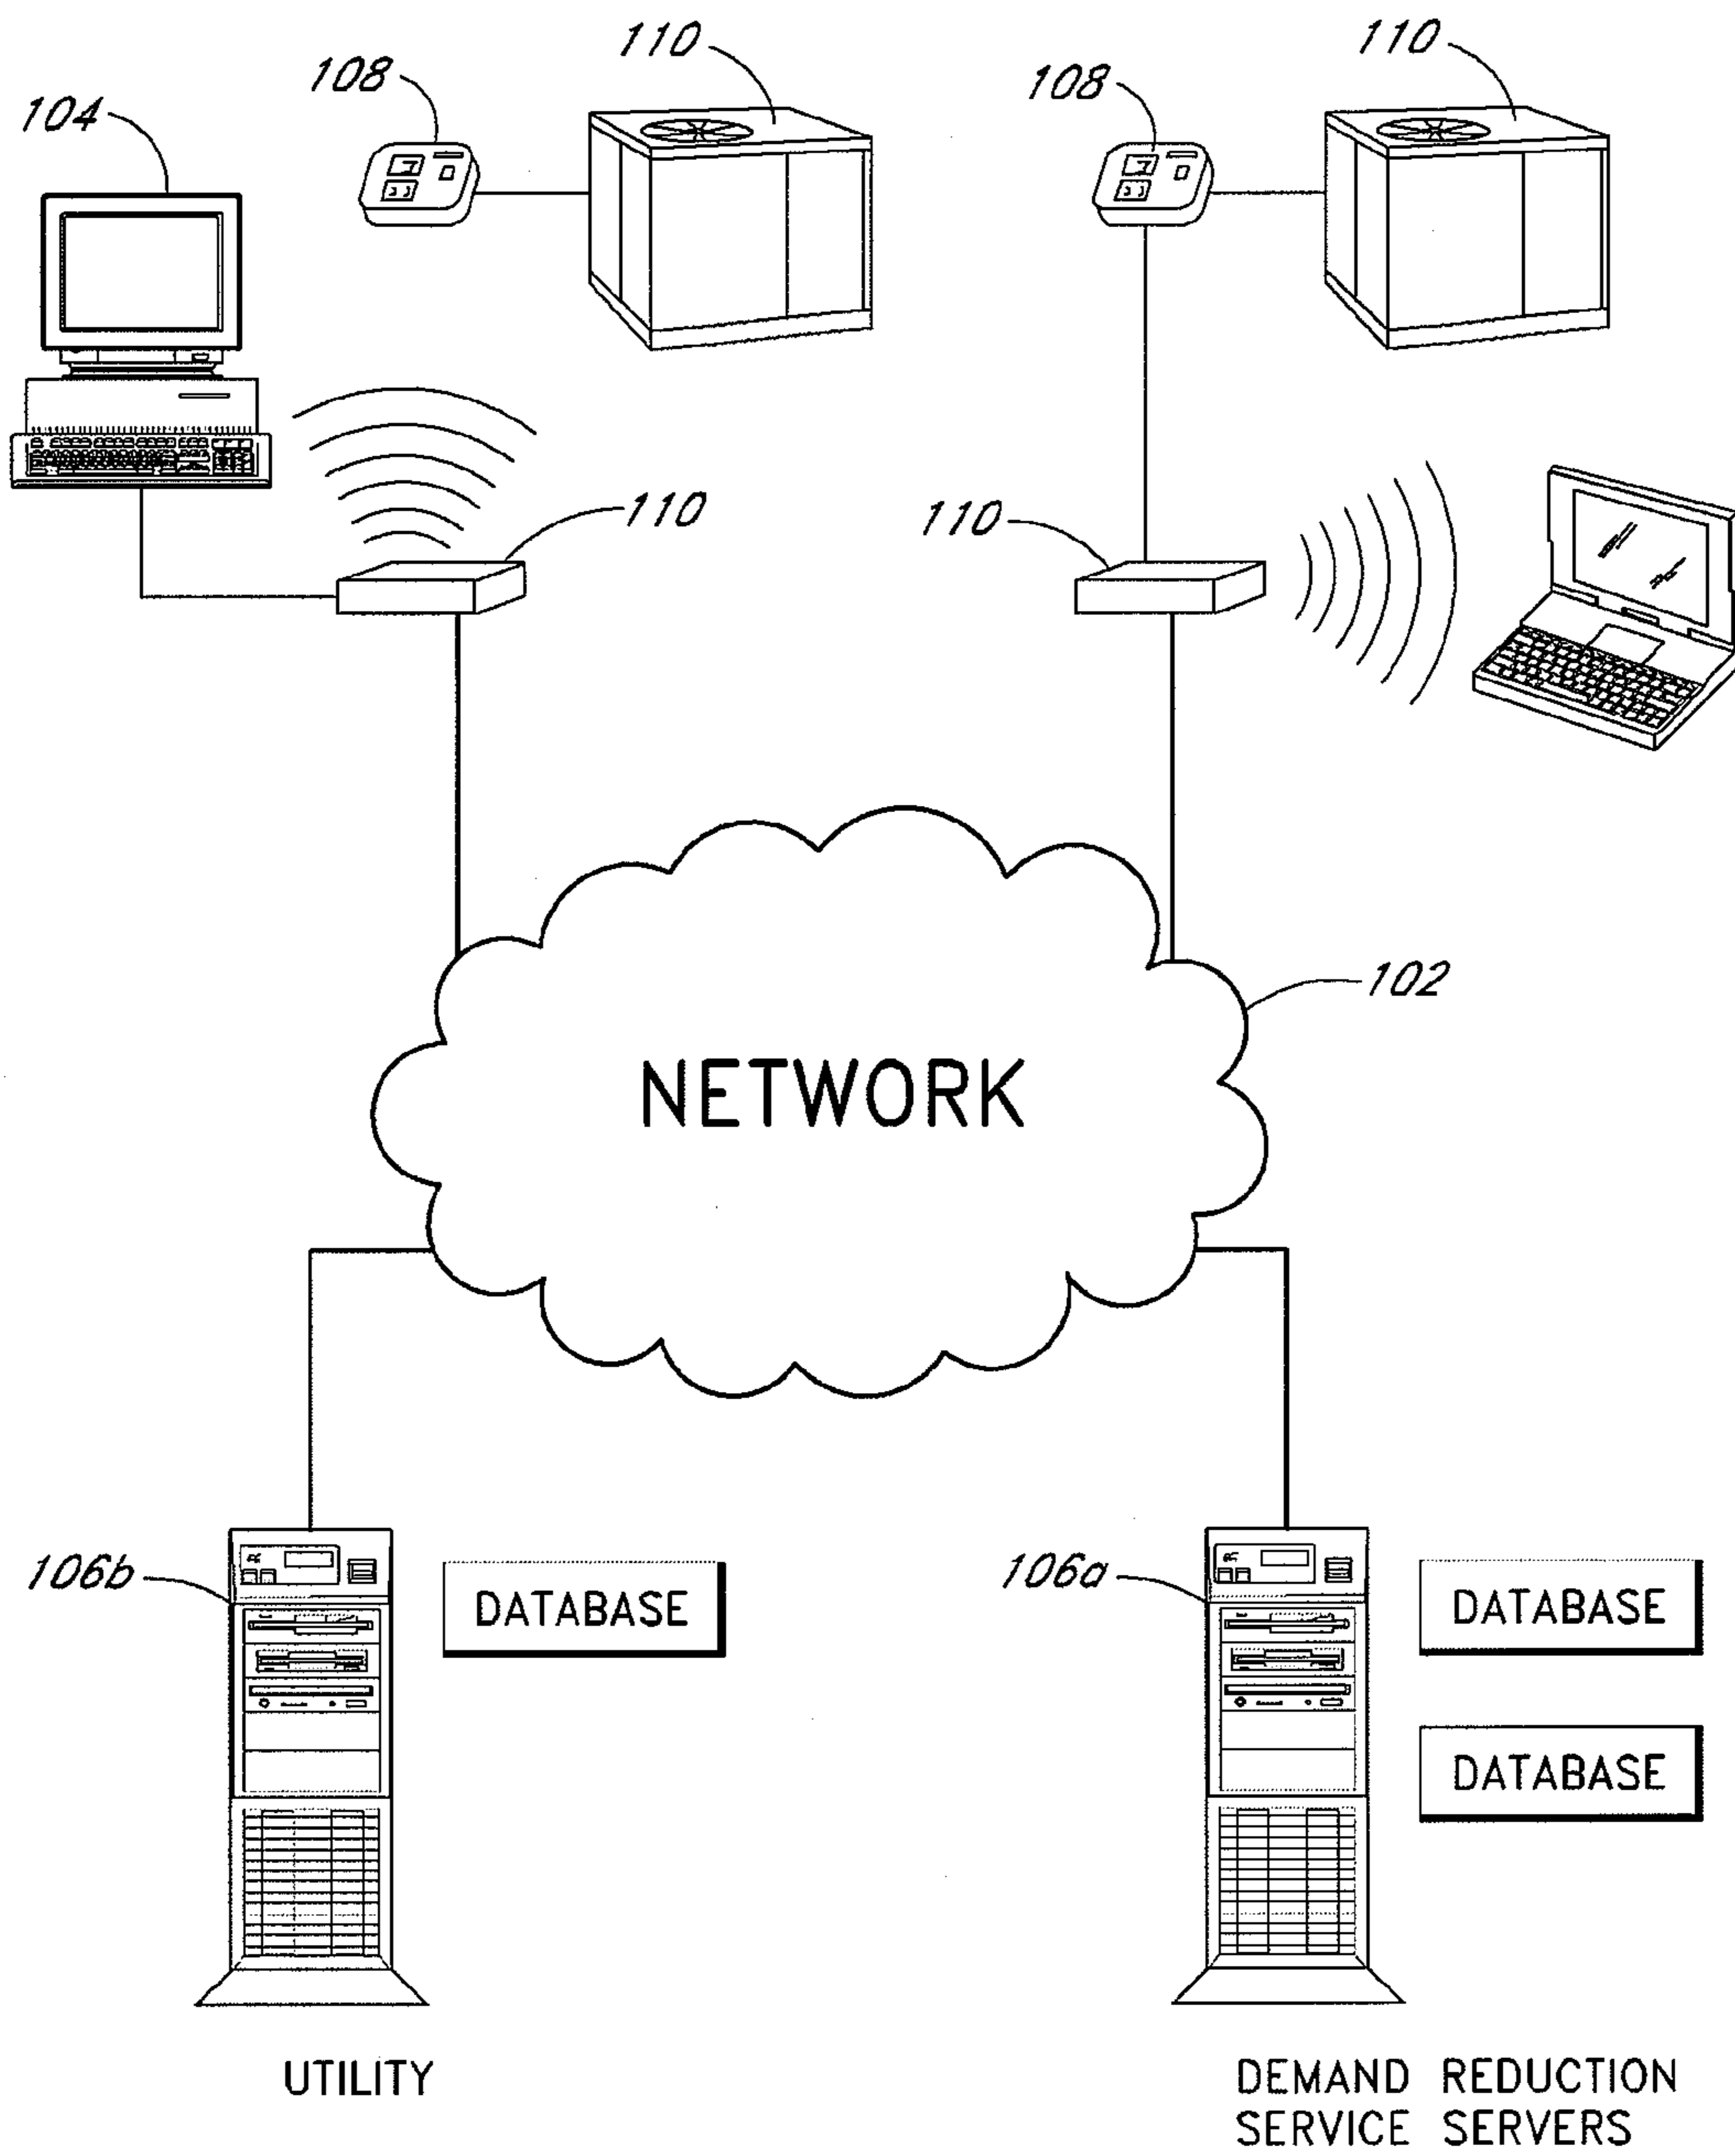 110
110
108
108
104
110
110
102
NETWORK
106b
DATABASE
106a
DATABASE
DATABASE
UTILITY
DEMAND REDUCTION
SERVICE SERVERS